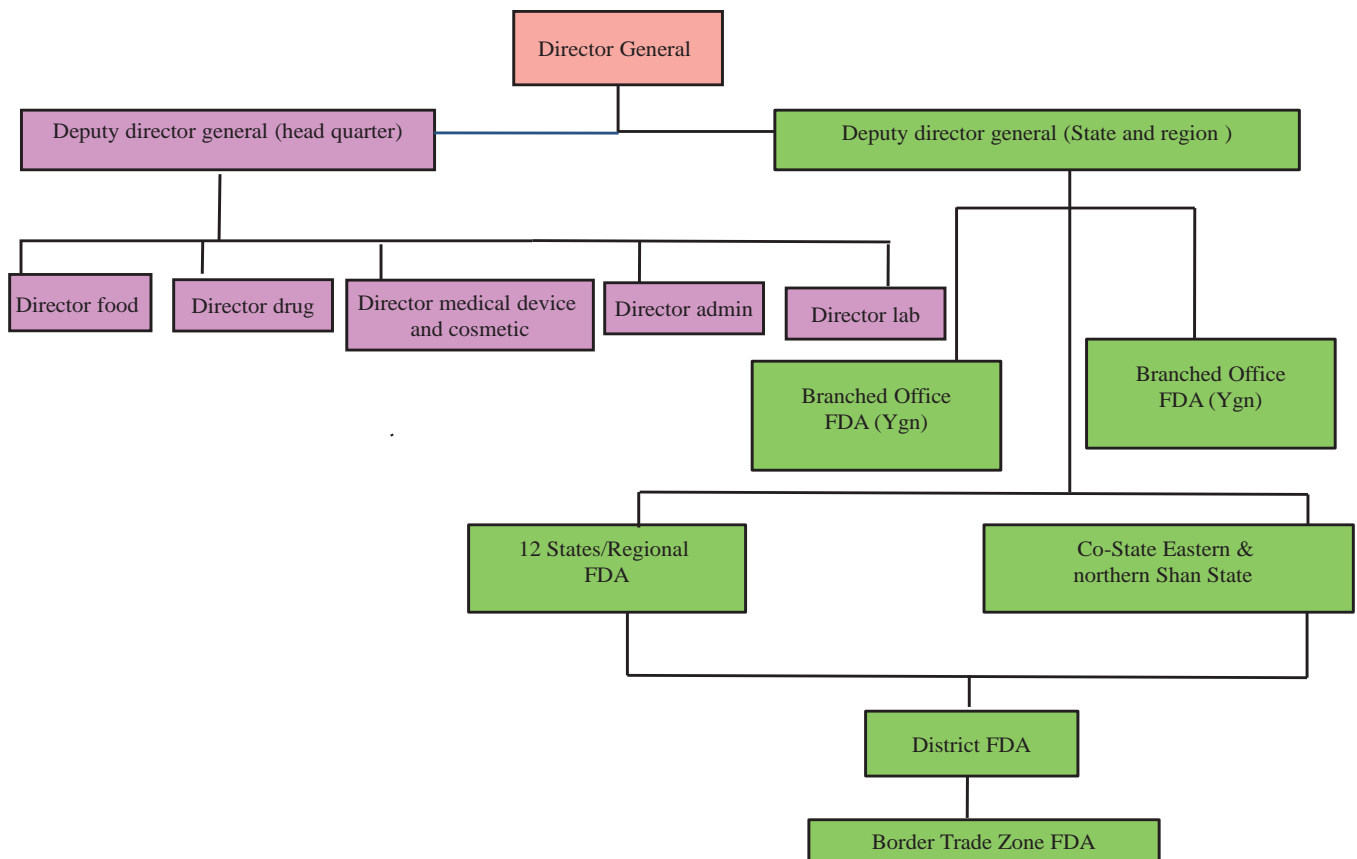 Director General
Deputy director general (head quarter)
Deputy director general (State and region )
Director food
Director drug
Director medical device
and cosmetic
Director admin
Director lab
Branched Office
FDA (Ygn)
Branched Office
FDA (Ygn)
12 States/Regional
FDA
Co-State Eastern &
northern Shan State
District FDA
Border Trade Zone FDA